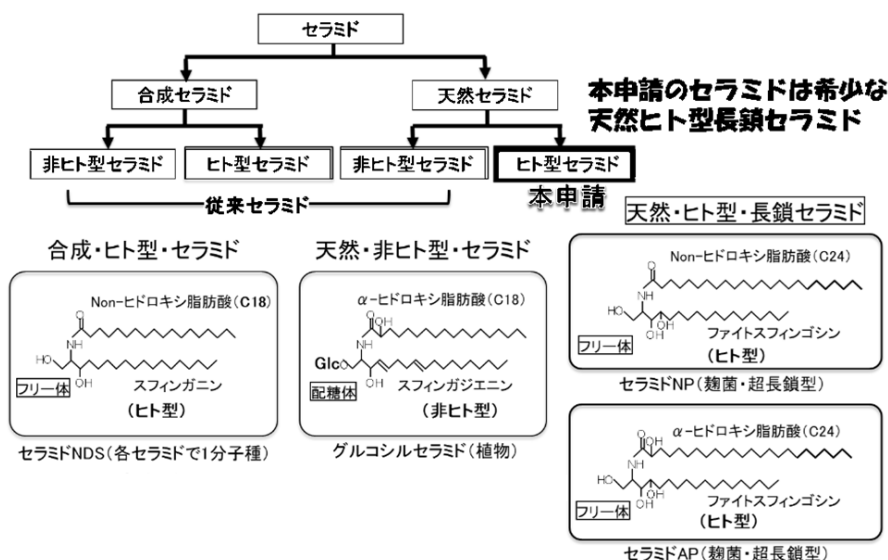 セラミド
合成セラミド
天然セラミド
本申請のセラミドは希少な
天然ヒト型長鎖セラミド
非ヒト型セラミド
ヒト型セラミド
非ヒト型セラミド
ヒト型セラミド
従来セラミド
本申請
天然・ヒト型・長鎖セラミド
合成・ヒト型・セラミド
Non-ヒドロキシ脂肪酸(C18)
O
NH
HO
OH
フリー体
スフィンガニン
(ヒト型)
セラミドNDS(各セラミドで1分子種)
天然・非ヒト型・セラミド
α-ヒドロキシ脂肪酸(C18)
O
OH
NH
GlcO
OH
配糖体
スフィンガジエニン
(非ヒト型)
グルコシルセラミド(植物)
Non-ヒドロキシ脂肪酸(C24)
O
NH
HO
OH
OH
フリー体
ファイトスフィンゴシン
(ヒト型)
セラミドNP(麹菌・超長鎖型)
α-ヒドロキシ脂肪酸(C24)
O
OH
NH
HO
OH
OH
フリー体
ファイトスフィンゴシン
(ヒト型)
セラミドAP(麹菌・超長鎖型)